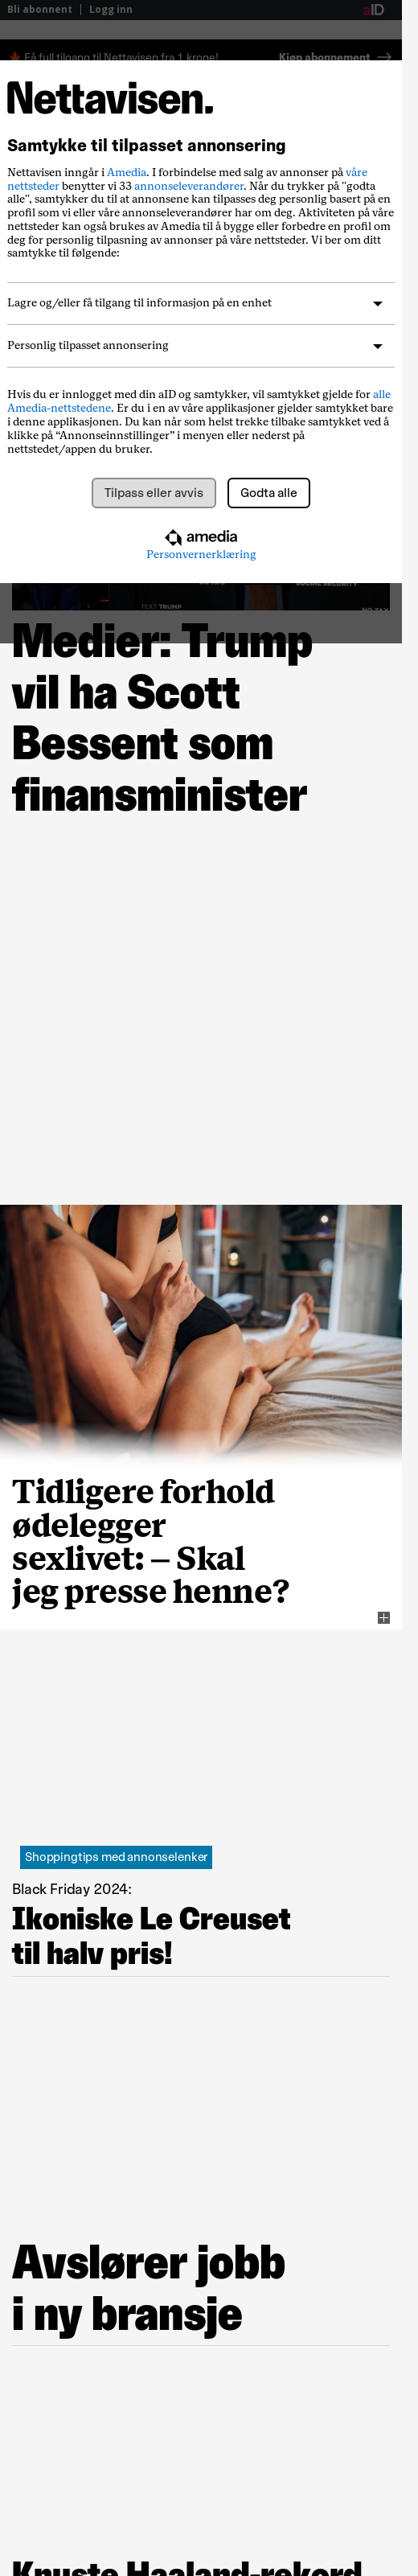 Bli abonnent | Logg inn
aID
Få full tilgang til Nettavisen fra 1 krone!
Kjøp abonnement
Nettavisen.
Samtykke til tilpasset annonsering
Nettavisen inngår i Amedia. I forbindelse med salg av annonser på våre
nettsteder benytter vi 33 annonseleverandører. Når du trykker på "godta
alle", samtykker du til at annonsene kan tilpasses deg personlig basert på en
profil som vi eller våre annonseleverandører har om deg. Aktiviteten på våre
nettsteder kan også brukes av Amedia til å bygge eller forbedre en profil om
deg for personlig tilpasning av annonser på våre nettsteder. Vi ber om ditt
samtykke til følgende:
Lagre og/eller få tilgang til informasjon på en enhet
Personlig tilpasset annonsering
Hvis du er innlogget med din aID og samtykker, vil samtykket gjelde for alle
Amedia-nettstedene. Er du i en av våre applikasjoner gjelder samtykket bare
i denne applikasjonen. Du kan når som helst trekke tilbake samtykket ved å
klikke på “Annonseinnstillinger” i menyen eller nederst på
nettstedet/appen du bruker.
Tilpass eller avvis
Godta alle
amedia
Personvernerklæring
SOCIAL SECURITY
TEXT TRUMP
NO TAX
Medier: Trump
vil ha Scott
Bessent som
finansminister
Tidligere forhold
ødelegger
sexlivet: – Skal
jeg presse henne?
Shoppingtips med annonselenker
Black Friday 2024:
Ikoniske Le Creuset
til halv pris!
Avslører jobb
i ny bransje
Knuste Haaland-rekord